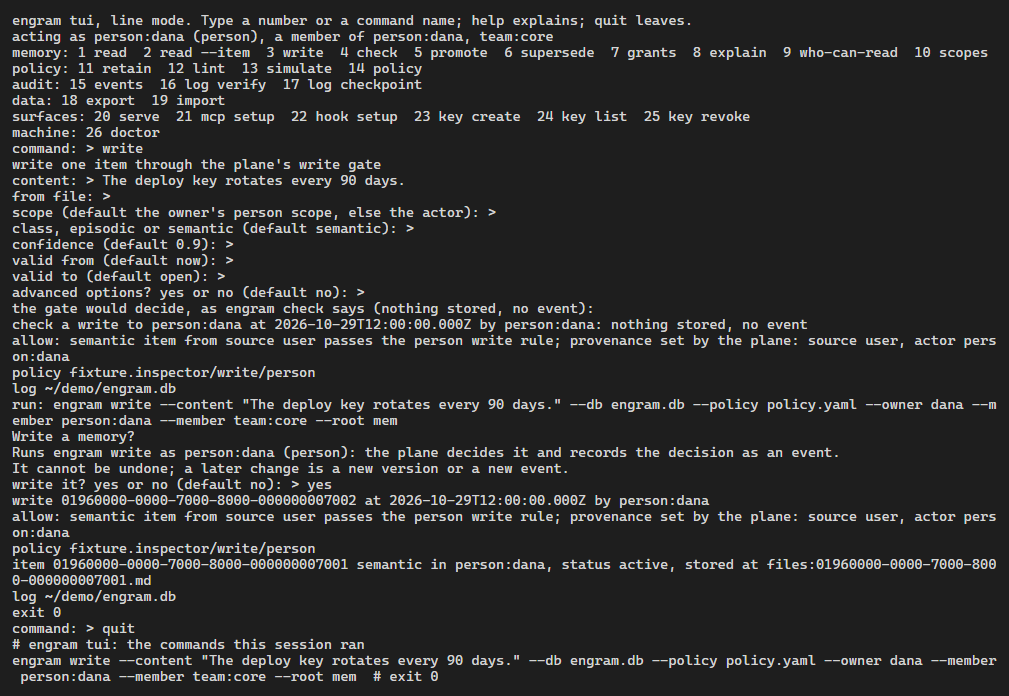 engram tui, line mode. Type a number or a command name; help explains; quit leaves.
acting as person:dana (person), a member of person:dana, team:core
memory: 1 read  2 read --item  3 write  4 check  5 promote  6 supersede  7 grants  8 explain  9 who-can-read  10 scopes
policy: 11 retain  12 lint  13 simulate  14 policy
audit: 15 events  16 log verify  17 log checkpoint
data: 18 export  19 import
surfaces: 20 serve  21 mcp setup  22 hook setup  23 key create  24 key list  25 key revoke
machine: 26 doctor
command: > write
write one item through the plane's write gate
content: > The deploy key rotates every 90 days.
from file: >
scope (default the owner's person scope, else the actor): >
class, episodic or semantic (default semantic): >
confidence (default 0.9): >
valid from (default now): >
valid to (default open): >
advanced options? yes or no (default no): >
the gate would decide, as engram check says (nothing stored, no event):
check a write to person:dana at 2026-10-29T12:00:00.000Z by person:dana: nothing stored, no event
allow: semantic item from source user passes the person write rule; provenance set by the plane: source user, actor pers
on:dana
policy fixture.inspector/write/person
log ~/demo/engram.db
run: engram write --content "The deploy key rotates every 90 days." --db engram.db --policy policy.yaml --owner dana --m
ember person:dana --member team:core --root mem
Write a memory?
Runs engram write as person:dana (person): the plane decides it and records the decision as an event.
It cannot be undone; a later change is a new version or a new event.
write it? yes or no (default no): > yes
write 01960000-0000-7000-8000-000000007002 at 2026-10-29T12:00:00.000Z by person:dana
allow: semantic item from source user passes the person write rule; provenance set by the plane: source user, actor pers
on:dana
policy fixture.inspector/write/person
item 01960000-0000-7000-8000-000000007001 semantic in person:dana, status active, stored at files:01960000-0000-7000-800
0-000000007001.md
log ~/demo/engram.db
exit 0
command: > quit
# engram tui: the commands this session ran
engram write --content "The deploy key rotates every 90 days." --db engram.db --policy policy.yaml --owner dana --member
 person:dana --member team:core --root mem  # exit 0